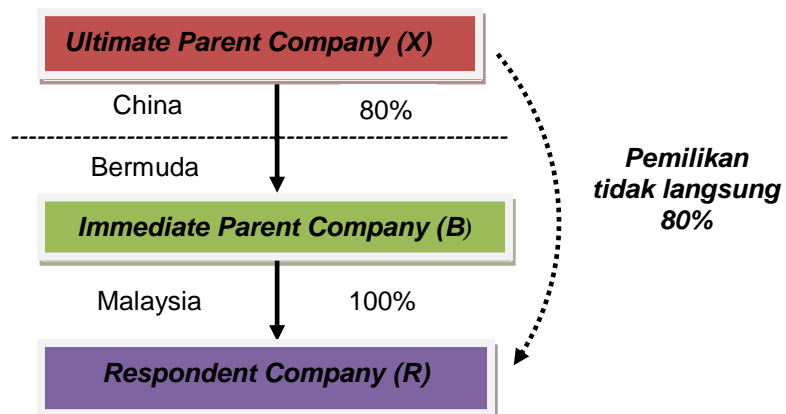 Ultimate Parent Company (X)
China 80%
Bermuda
Pemilikan
tidak langsung
80%
Immediate Parent Company (B)
Malaysia 100%
Respondent Company (R)